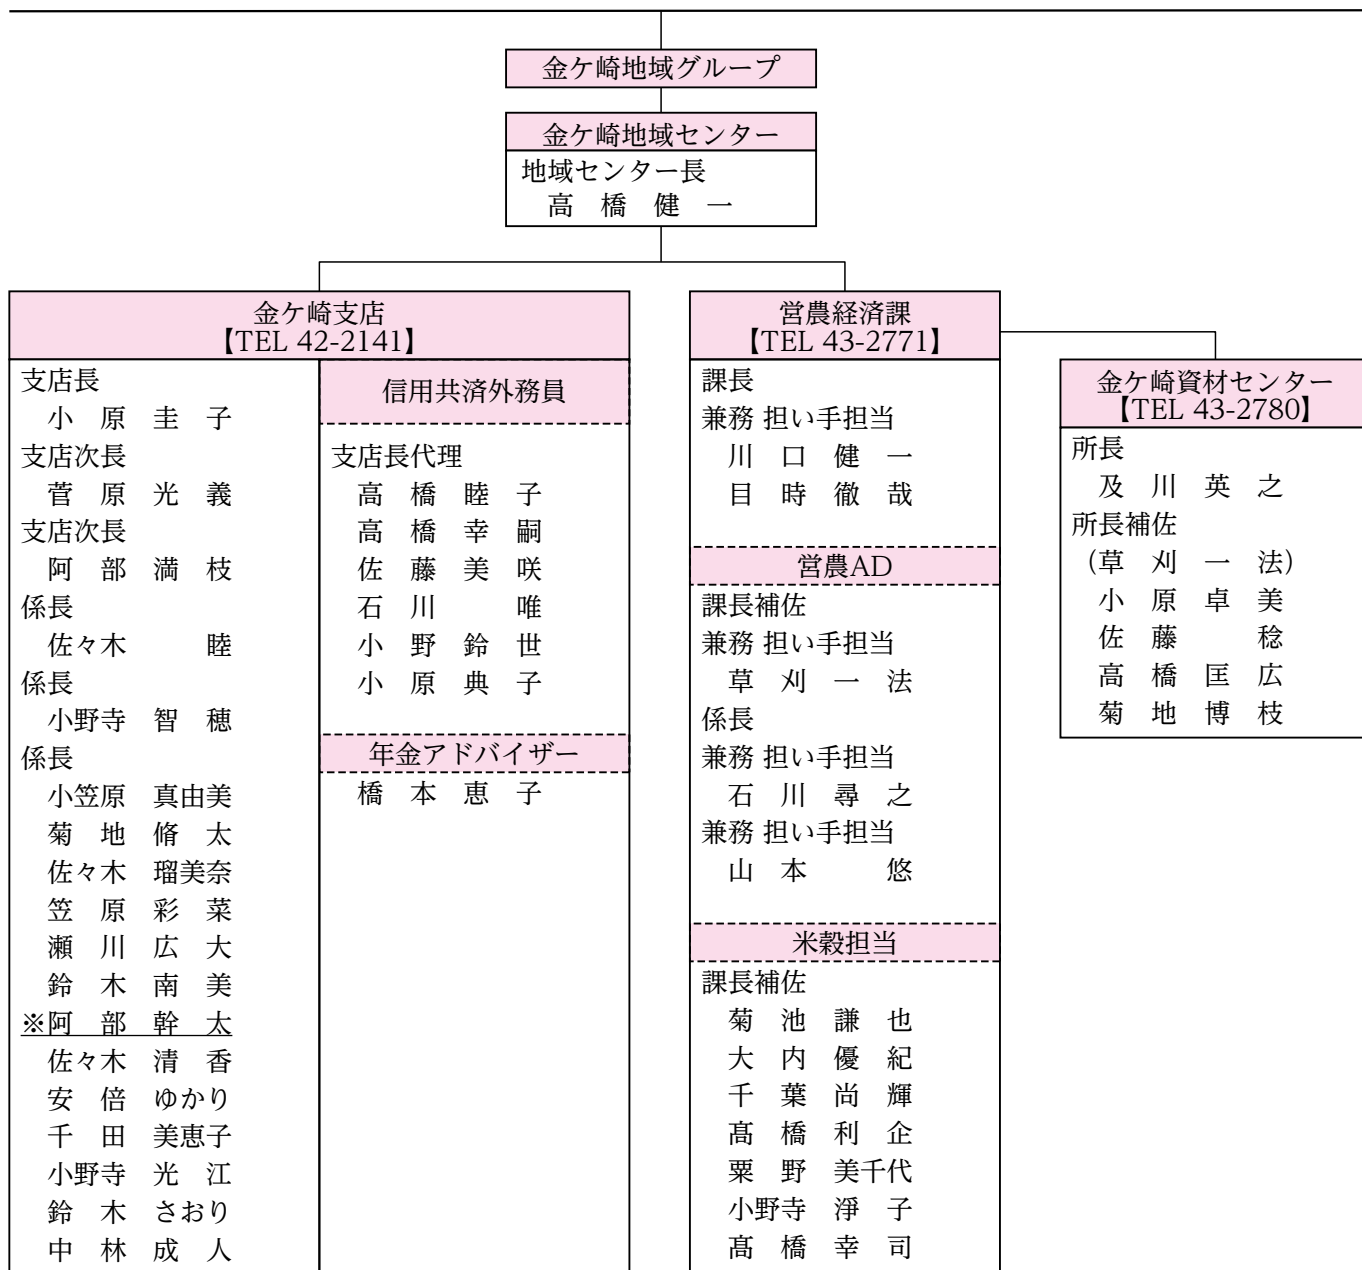 金ケ崎地域グループ
金ケ崎地域センター
地域センター長
高　橋　健　一
金ケ崎支店
【TEL 42-2141】
支店長
小　原　圭　子
支店次長
菅　原　光　義
支店次長
阿　部　満　枝
係長
佐々木　　　睦
係長
小野寺　智　穂
係長
小笠原　真由美
菊　地　脩　太
佐々木　瑠美奈
笠　原　彩　菜
瀬　川　広　大
鈴　木　南　美
※阿　部　幹　太
佐々木　清　香
安　倍　ゆかり
千　田　美恵子
小野寺　光　江
鈴　木　さおり
中　林　成　人
信用共済外務員
支店長代理
高　橋　睦　子
高　橋　幸　嗣
佐　藤　美　咲
石　川　　　唯
小　野　鈴　世
小　原　典　子
年金アドバイザー
橋　本　恵　子
営農経済課
【TEL 43-2771】
課長
兼務 担い手担当
川　口　健　一
目　時　徹　哉
営農AD
課長補佐
兼務 担い手担当
草　刈　一　法
係長
兼務 担い手担当
石　川　尋　之
兼務 担い手担当
山　本　　　悠
米穀担当
課長補佐
菊　池　謙　也
大　内　優　紀
千　葉　尚　輝
髙　橋　利　企
粟　野　美千代
小野寺　淨　子
髙　橋　幸　司
金ケ崎資材センター
【TEL 43-2780】
所長
及　川　英　之
所長補佐
（草　刈　一　法）
小　原　卓　美
佐　藤　　　稔
高　橋　匡　広
菊　地　博　枝